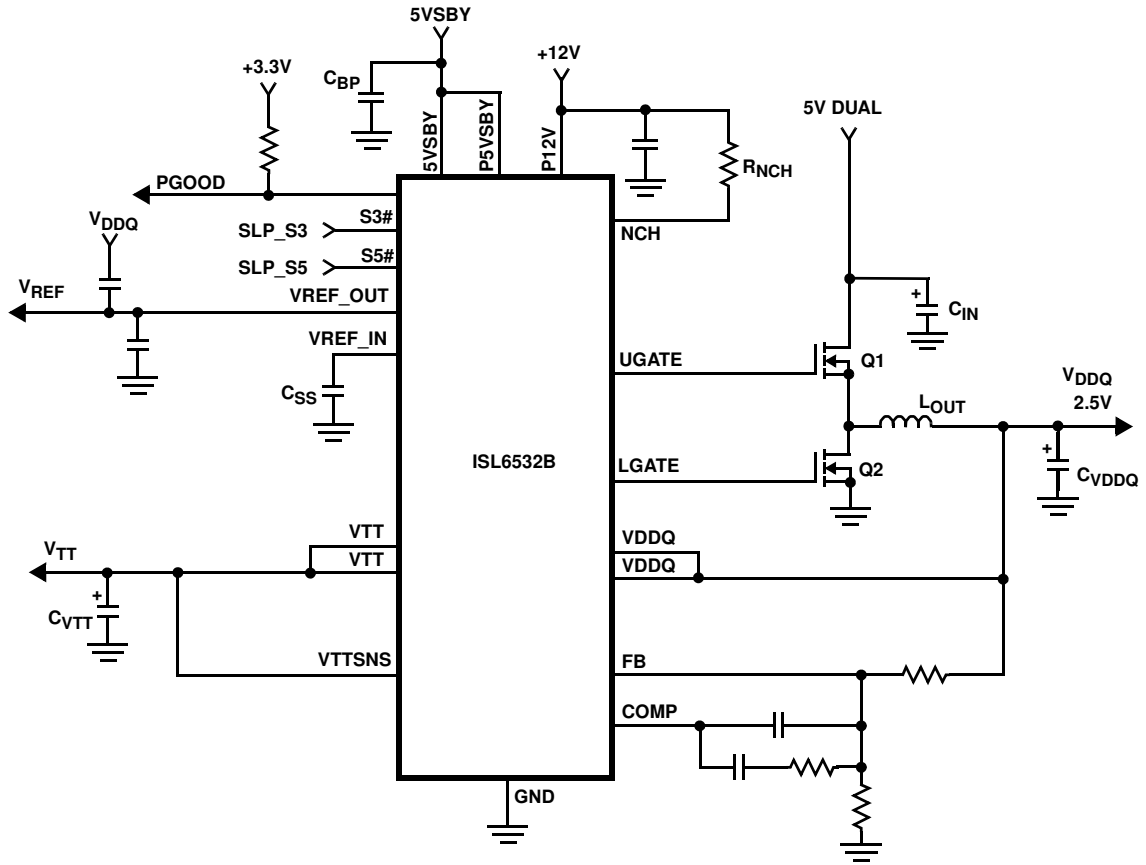 5VSBY
+12V
+3.3V
CBP
5V DUAL
5VSBY
P5VSBY
P12V
RNCH
PGOOD
NCH
VDDQ
SLP_S3
S3#
SLP_S5
S5#
VREF
VREF_OUT
CIN
VREF_IN
UGATE
Q1
CSS
LOUT
VDDQ
2.5V
ISL6532B
LGATE
Q2
CVDDQ
VTT
VTT
VTT
VDDQ
VDDQ
CVTT
VTTSNS
FB
COMP
GND